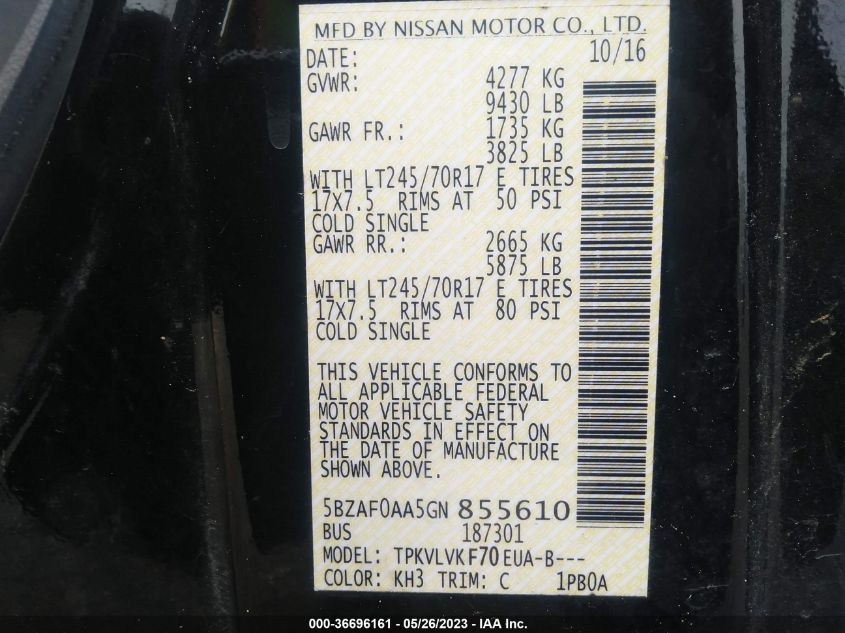 MFD BY NISSAN MOTOR CO., LTD.
DATE: 10/16
GVWR: 4277 KG
9430 LB
GAWR FR.: 1735 KG
3825 LB
WITH LT245/70R17 E TIRES
17X7.5 RIMS AT 50 PSI
COLD SINGLE
GAWR RR.: 2665 KG
5875 LB
WITH LT245/70R17 E TIRES
17X7.5 RIMS AT 80 PSI
COLD SINGLE
THIS VEHICLE CONFORMS TO
ALL APPLICABLE FEDERAL
MOTOR VEHICLE SAFETY
STANDARDS IN EFFECT ON
THE DATE OF MANUFACTURE
SHOWN ABOVE.
5BZAF0AA5GN 855610
BUS 187301
MODEL: TPKVLVKF70EUA-B---
COLOR: KH3 TRIM: C 1PB0A
000-36696161 - 05/26/2023 - IAA Inc.